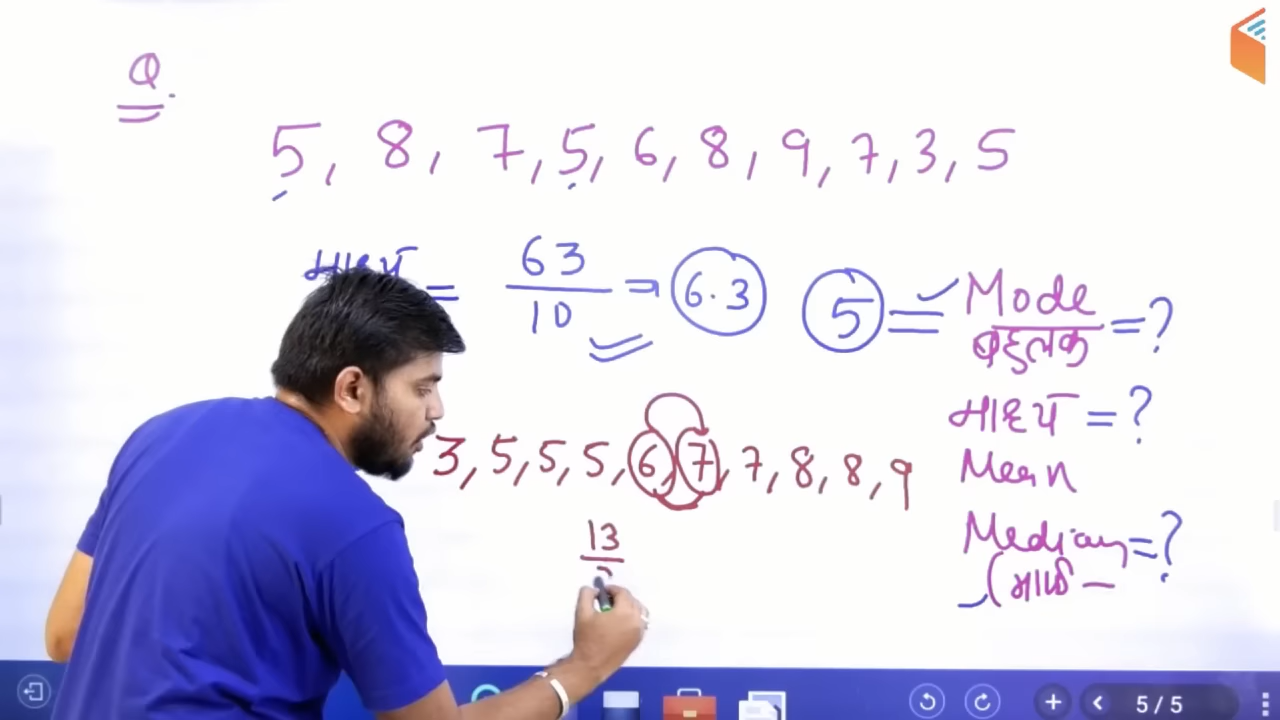 Q.
5, 8, 7, 5, 6, 8, 9, 7, 3, 5
माध्य = 63/10 = 6.3
5 = Mode = ?
बहुलक
माध्य = ?
Mean
3, 5, 5, 5, 6, 7, 7, 8, 8, 9
Median = ?
13
5 / 5